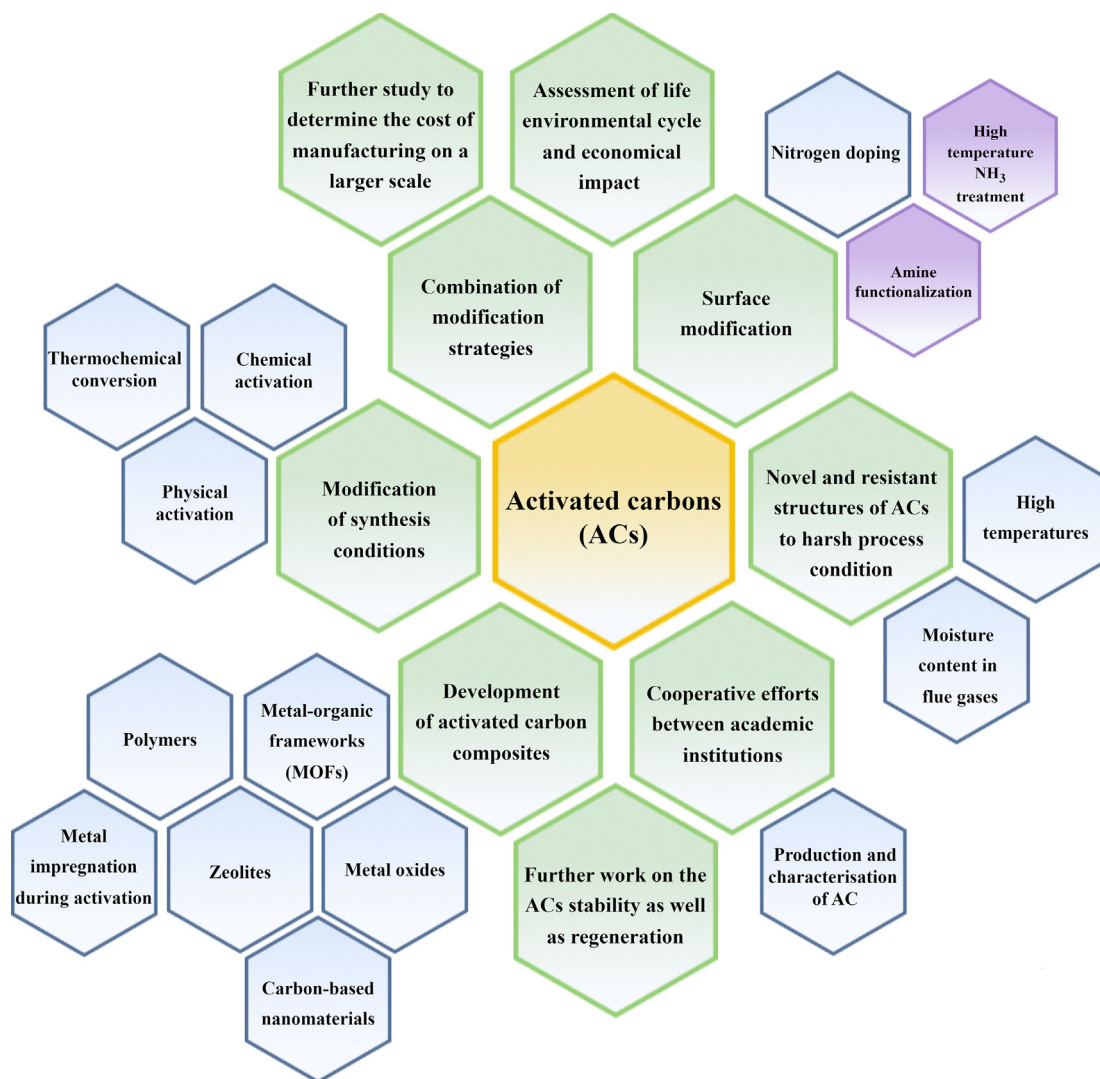 Further study to
determine the cost of
manufacturing on a
larger scale
Assessment of life
environmental cycle
and economical
impact
Nitrogen doping
High
temperature
NH₃
treatment
Amine
functionalization
Combination of
modification
strategies
Surface
modification
Thermochemical
conversion
Chemical
activation
Physical
activation
Modification
of synthesis
conditions
Activated carbons
(ACs)
Novel and resistant
structures of ACs
to harsh process
condition
High
temperatures
Moisture
content in
flue gases
Development
of activated carbon
composites
Cooperative efforts
between academic
institutions
Polymers
Metal-organic
frameworks
(MOFs)
Metal
impregnation
during activation
Zeolites
Metal oxides
Carbon-based
nanomaterials
Further work on the
ACs stability as well
as regeneration
Production and
characterisation
of AC